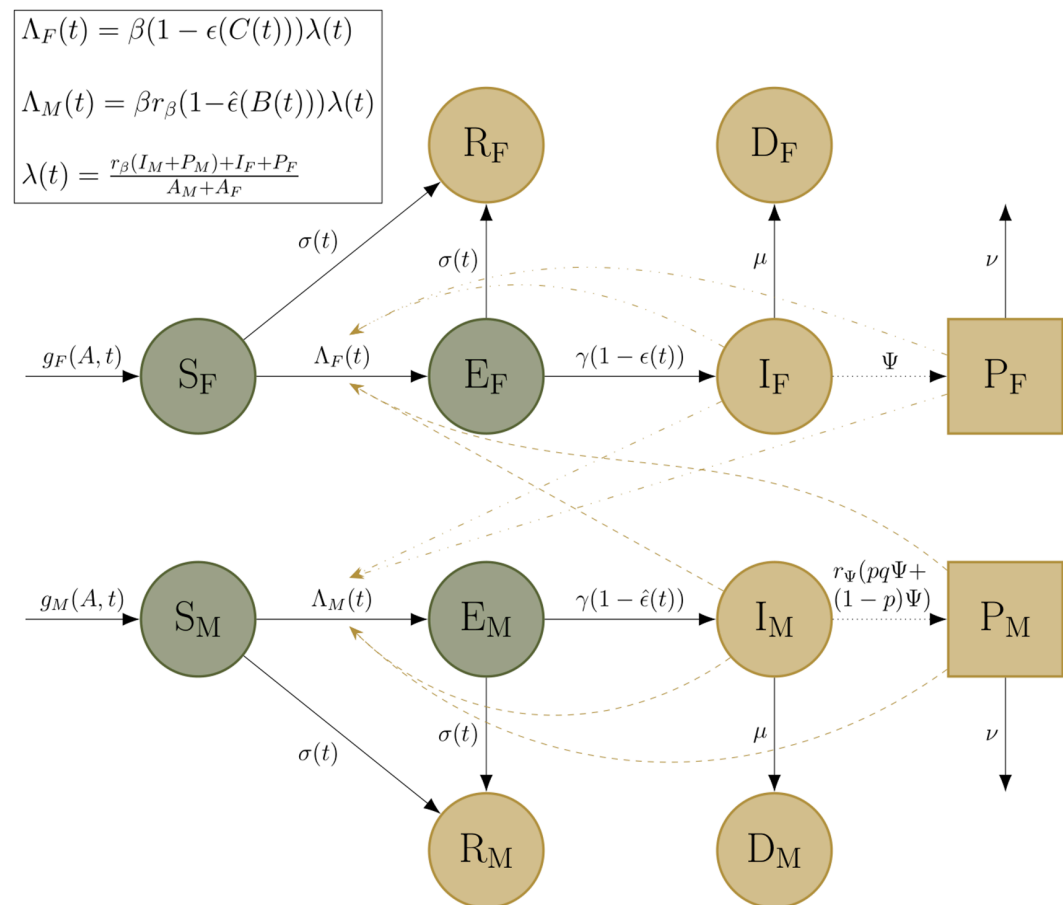 Λ_F(t) = β(1 − ϵ(C(t)))λ(t)
Λ_M(t) = βr_β(1−ϵ̂(B(t)))λ(t)
λ(t) = (r_β(I_M+P_M)+I_F+P_F)/(A_M+A_F)
R_F
D_F
σ(t)
σ(t)
μ
ν
g_F(A, t)
S_F
Λ_F(t)
E_F
γ(1 − ϵ(t))
I_F
Ψ
P_F
g_M(A, t)
S_M
Λ_M(t)
E_M
γ(1 − ϵ̂(t))
I_M
r_Ψ(pqΨ+
(1 − p)Ψ)
P_M
σ(t)
σ(t)
μ
ν
R_M
D_M